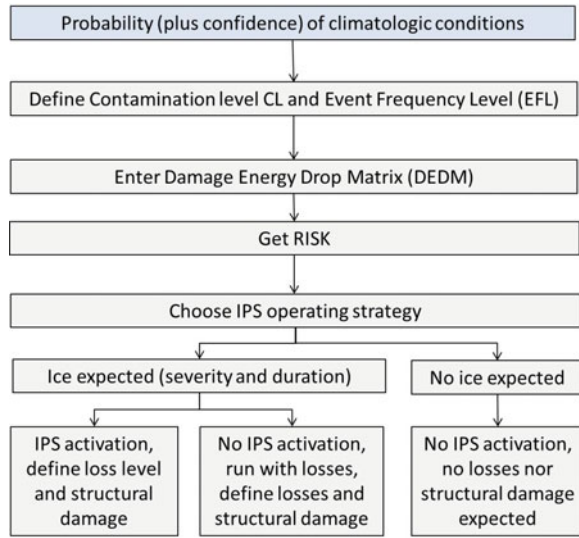 Probability (plus confidence) of climatologic conditions
Define Contamination level CL and Event Frequency Level (EFL)
Enter Damage Energy Drop Matrix (DEDM)
Get RISK
Choose IPS operating strategy
Ice expected (severity and duration)
No ice expected
IPS activation,
define loss level
and structural
damage
No IPS activation,
run with losses,
define losses and
structural damage
No IPS activation,
no losses nor
structural damage
expected